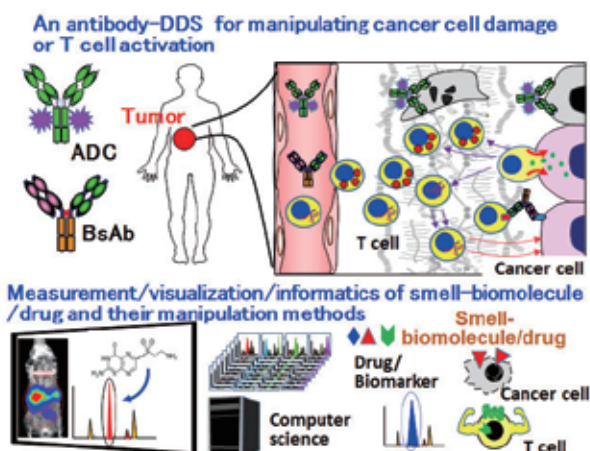 An antibody-DDS for manipulating cancer cell damage
or T cell activation
ADC
Tumor
BsAb
T cell
Cancer cell
Measurement/visualization/informatics of smell-biomolecule
/drug and their manipulation methods
Smell-
biomolecule/drug
Drug/
Biomarker
Cancer cell
Computer
science
T cell